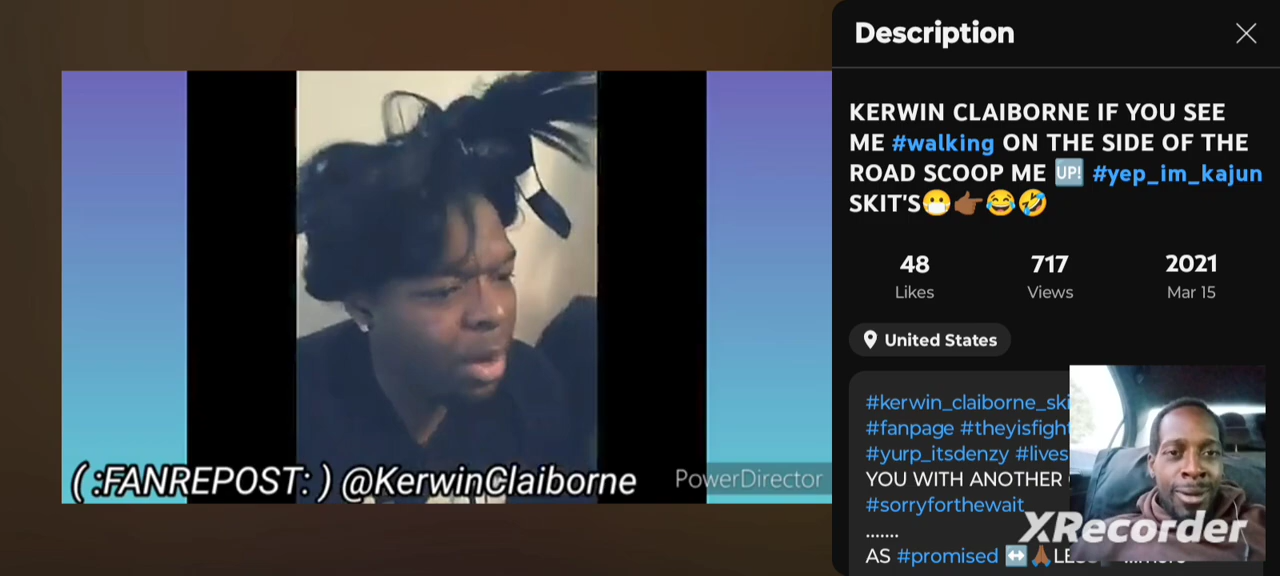 Description
KERWIN CLAIBORNE IF YOU SEE
ME #walking ON THE SIDE OF THE
ROAD SCOOP ME 🆙 #yep_im_kajun
SKIT'S😷👉🏾😂🤣
48
717
2021
Likes
Views
Mar 15
United States
#kerwin_claiborne_ski
#fanpage #theyisfight
#yurp_itsdenzy #lives
YOU WITH ANOTHER
#sorryforthewait
.......
AS #promised ↔️🙏🏾LE
...more
(:FANREPOST:) @KerwinClaiborne
PowerDirector
XRecorder